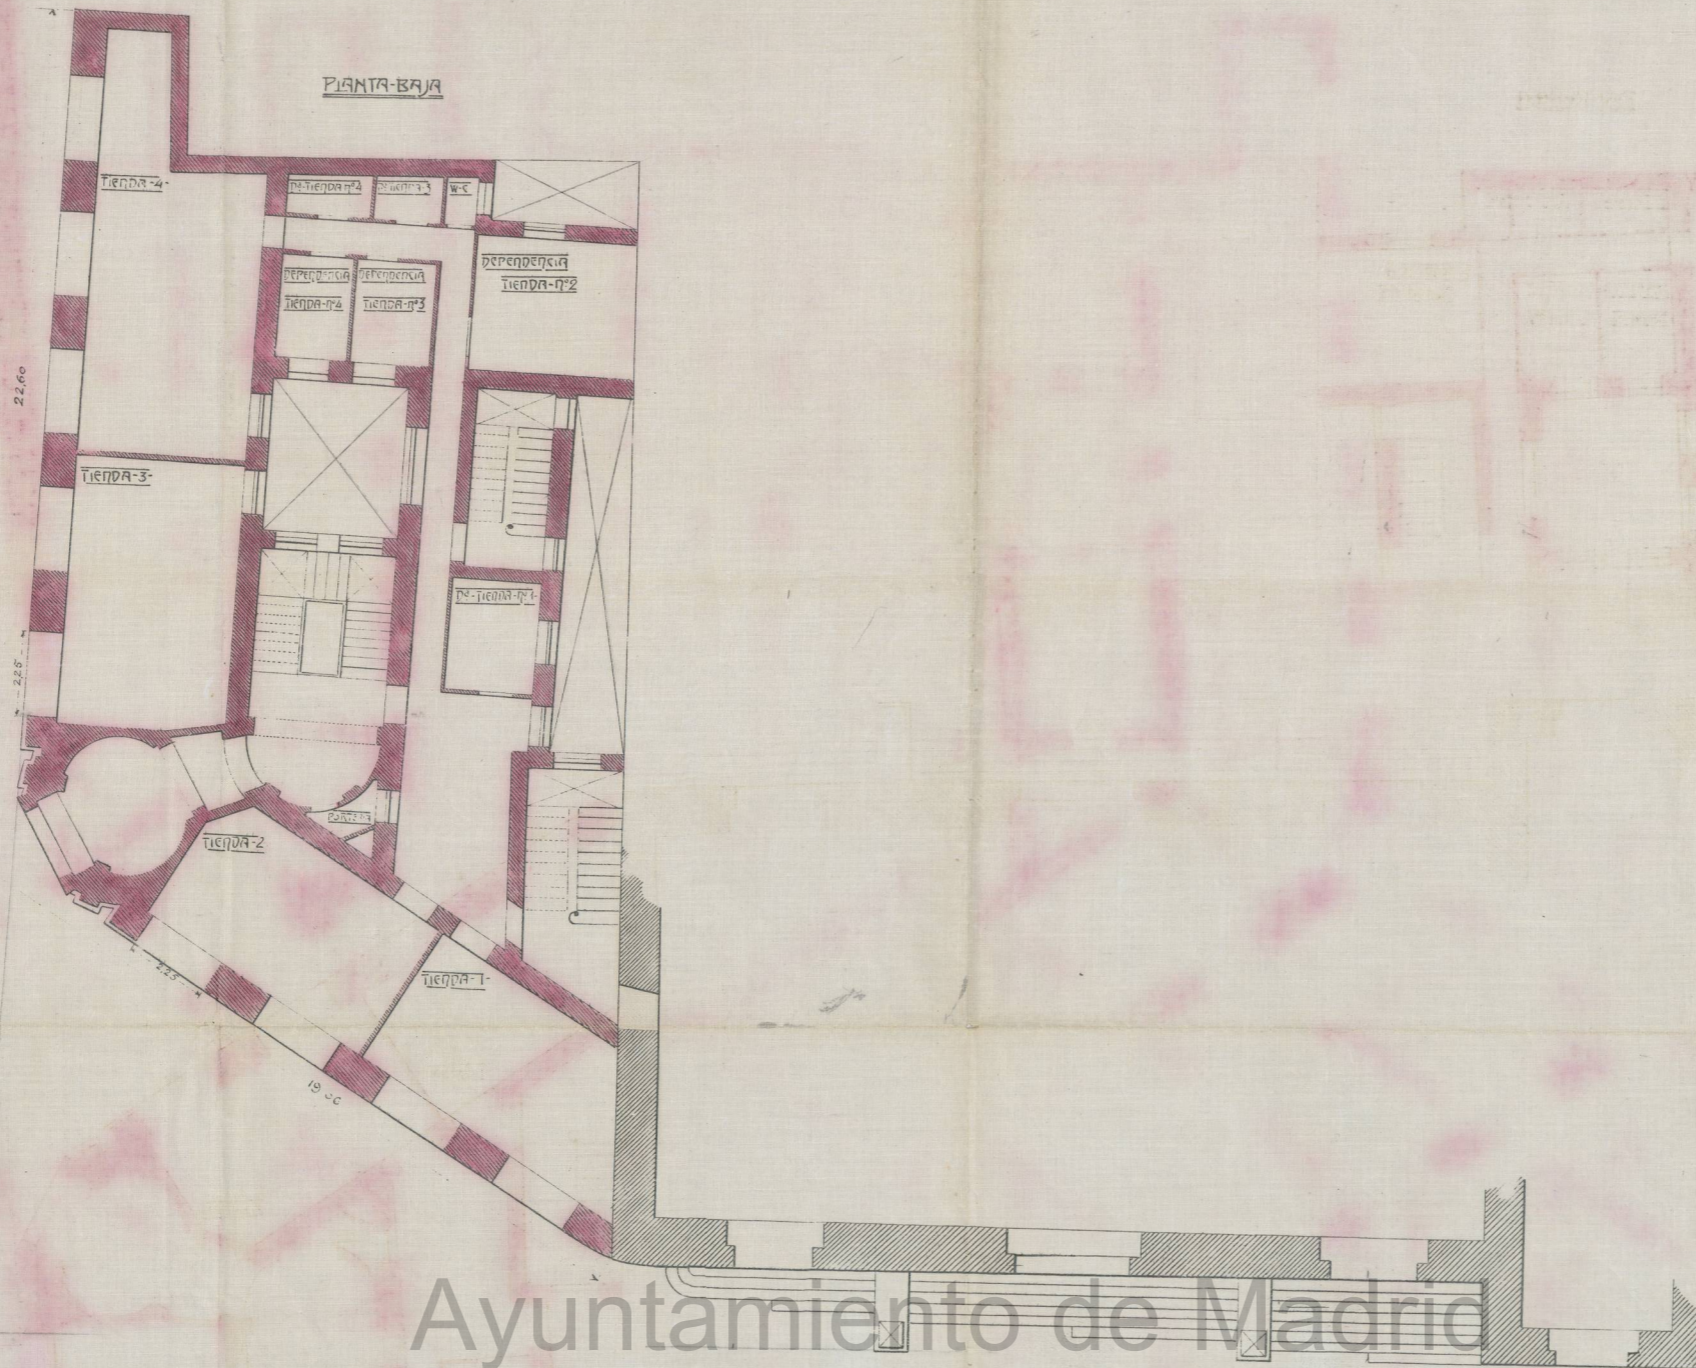 PLANTA-BAJA
TIENDA-4-
Dª-TIENDA nº4
W-C
DEPENDENCIA
TIENDA-nº2
DEPENDENCIA
TIENDA-nº4
DEPENDENCIA
TIENDA-nº3
22,60
TIENDA-3-
Dª-TIENDA-nº1-
2,25
TIENDA-2
TIENDA-1-
2,25
Ayuntamiento de Madrid